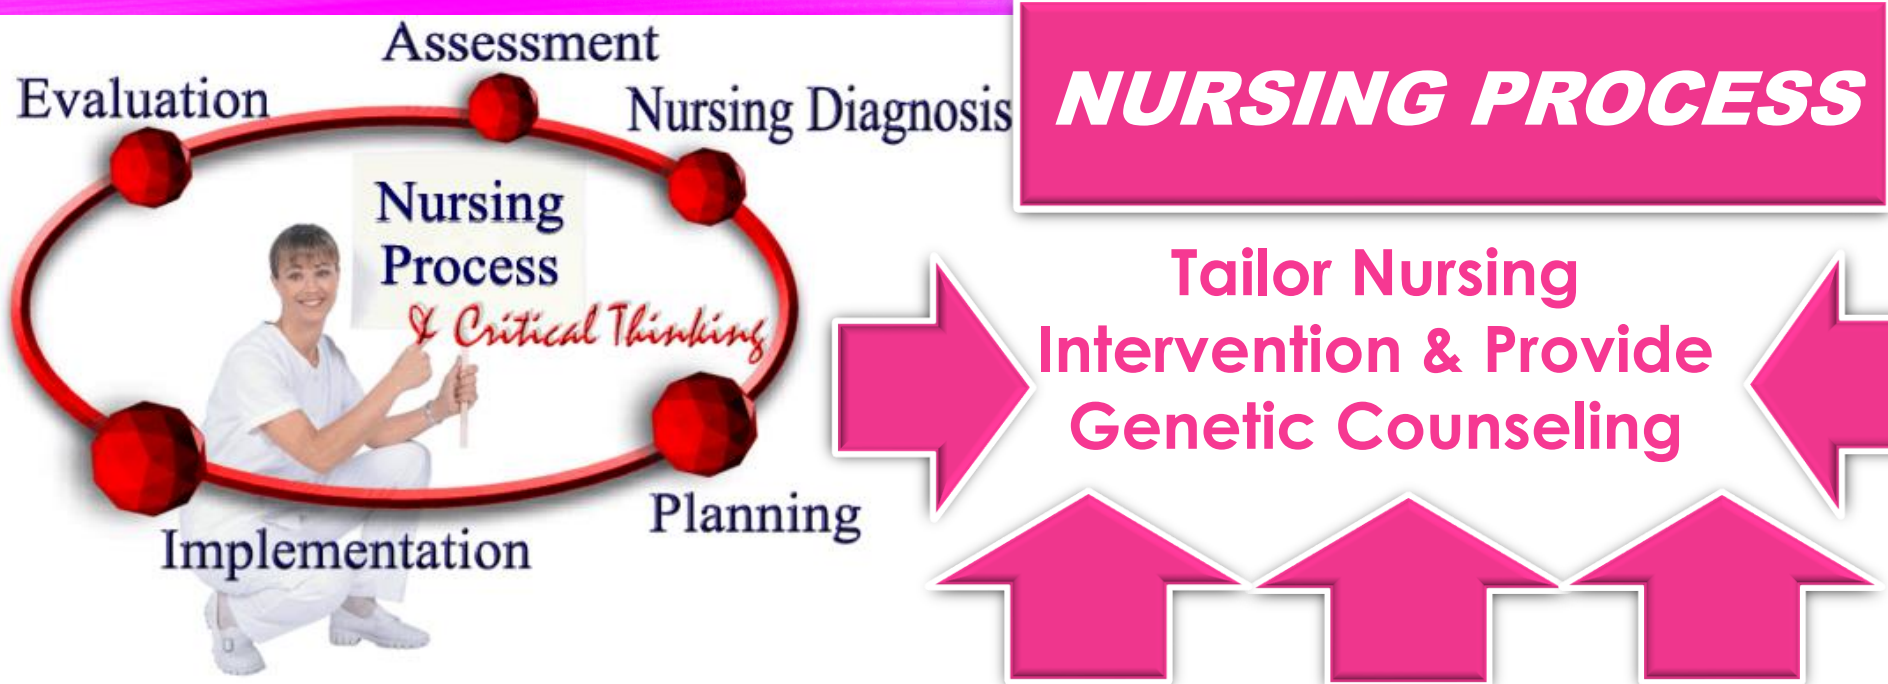 Assessment
Evaluation
Nursing Diagnosis
Nursing
Process
& Critical Thinking
Planning
Implementation
NURSING PROCESS
Tailor Nursing
Intervention & Provide
Genetic Counseling